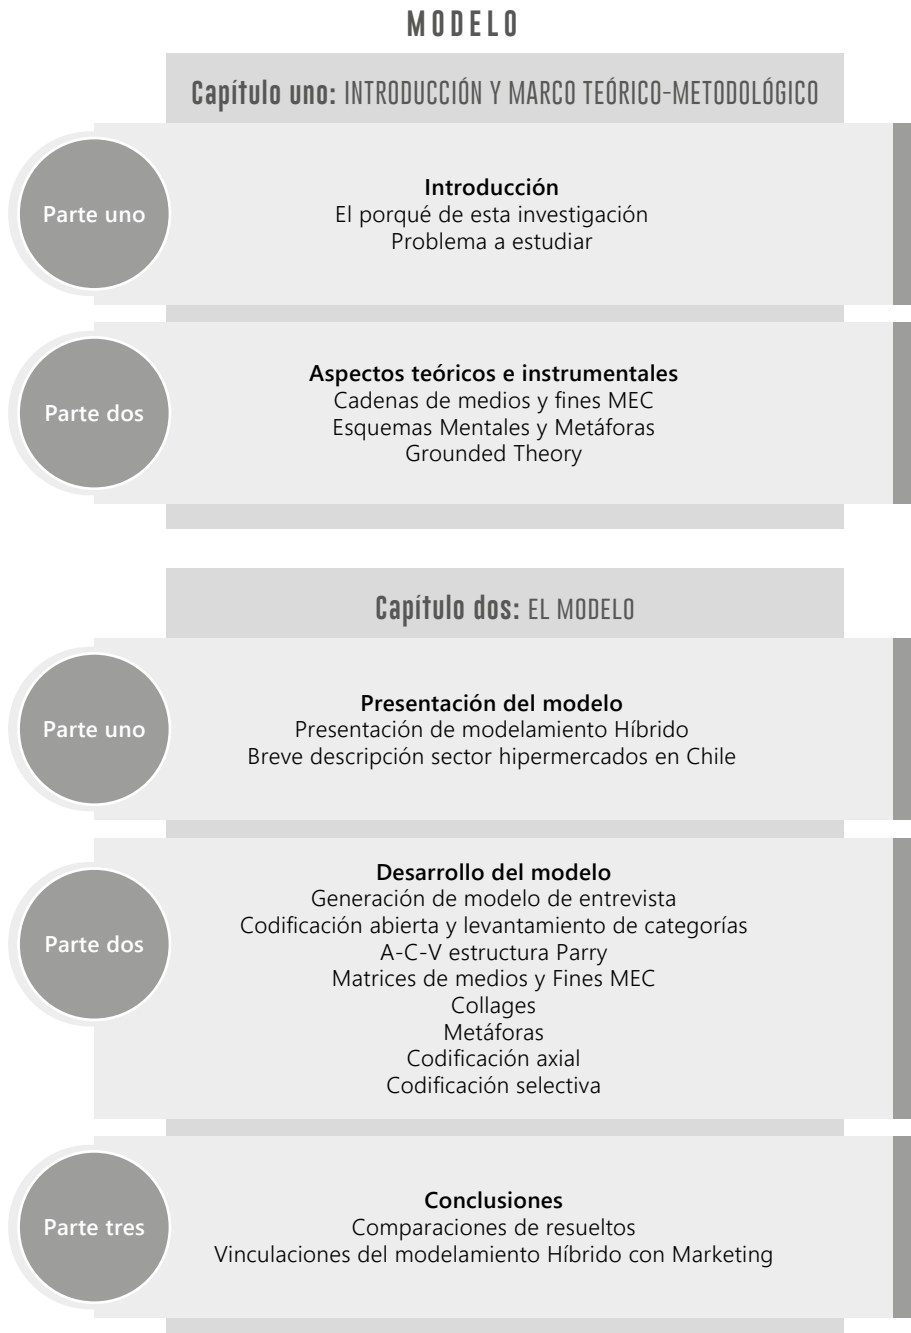 MODELO
Capítulo uno: INTRODUCCIÓN Y MARCO TEÓRICO-METODOLÓGICO
Parte uno
Introducción
El porqué de esta investigación
Problema a estudiar
Parte dos
Aspectos teóricos e instrumentales
Cadenas de medios y fines MEC
Esquemas Mentales y Metáforas
Grounded Theory
Capítulo dos: EL MODELO
Parte uno
Presentación del modelo
Presentación de modelamiento Híbrido
Breve descripción sector hipermercados en Chile
Parte dos
Desarrollo del modelo
Generación de modelo de entrevista
Codificación abierta y levantamiento de categorías
A-C-V estructura Parry
Matrices de medios y Fines MEC
Collages
Metáforas
Codificación axial
Codificación selectiva
Parte tres
Conclusiones
Comparaciones de resueltos
Vinculaciones del modelamiento Híbrido con Marketing